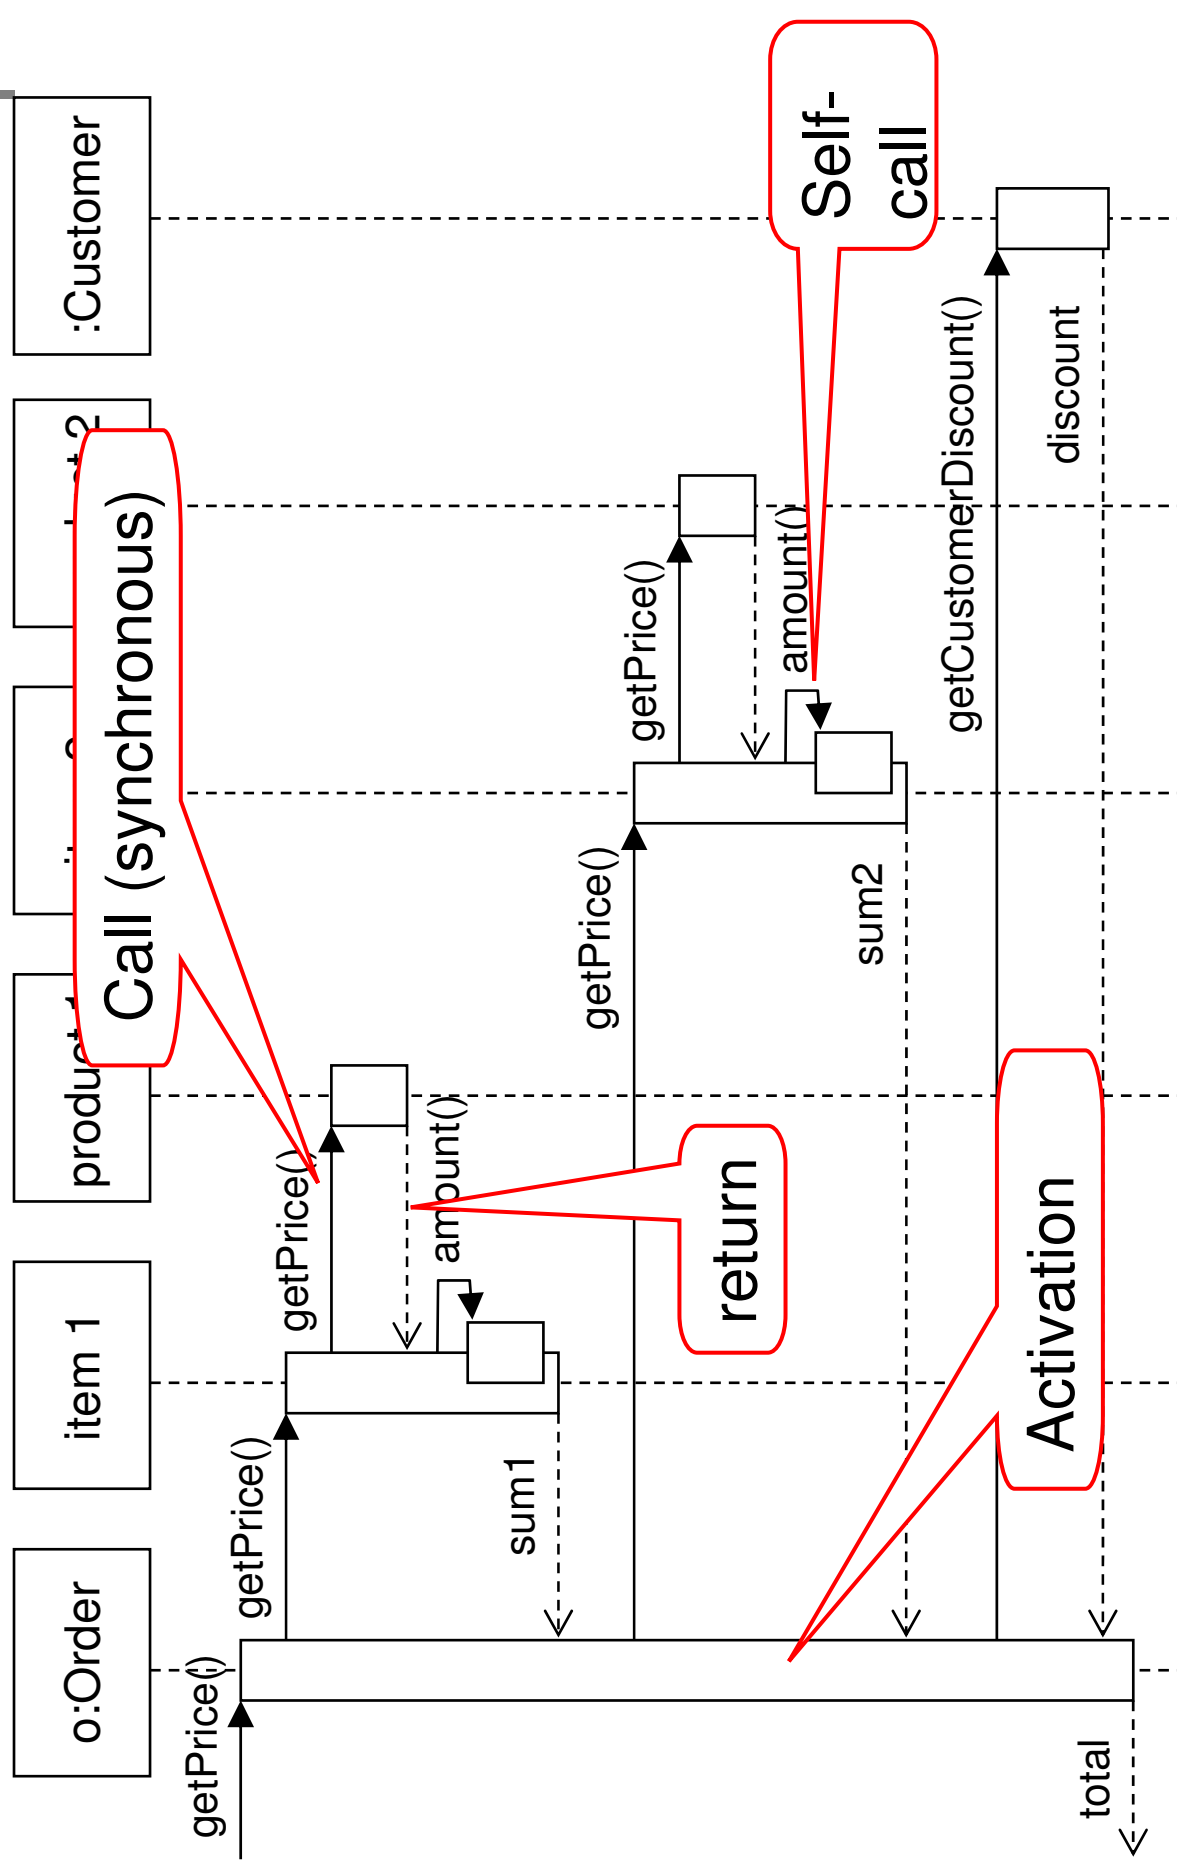 o:Order
item 1
:Customer
Call (synchronous)
getPrice()
getPrice()
getPrice()
amount()
sum1
return
getPrice()
getPrice()
amount()
Self-
call
sum2
getCustomerDiscount()
discount
Activation
total